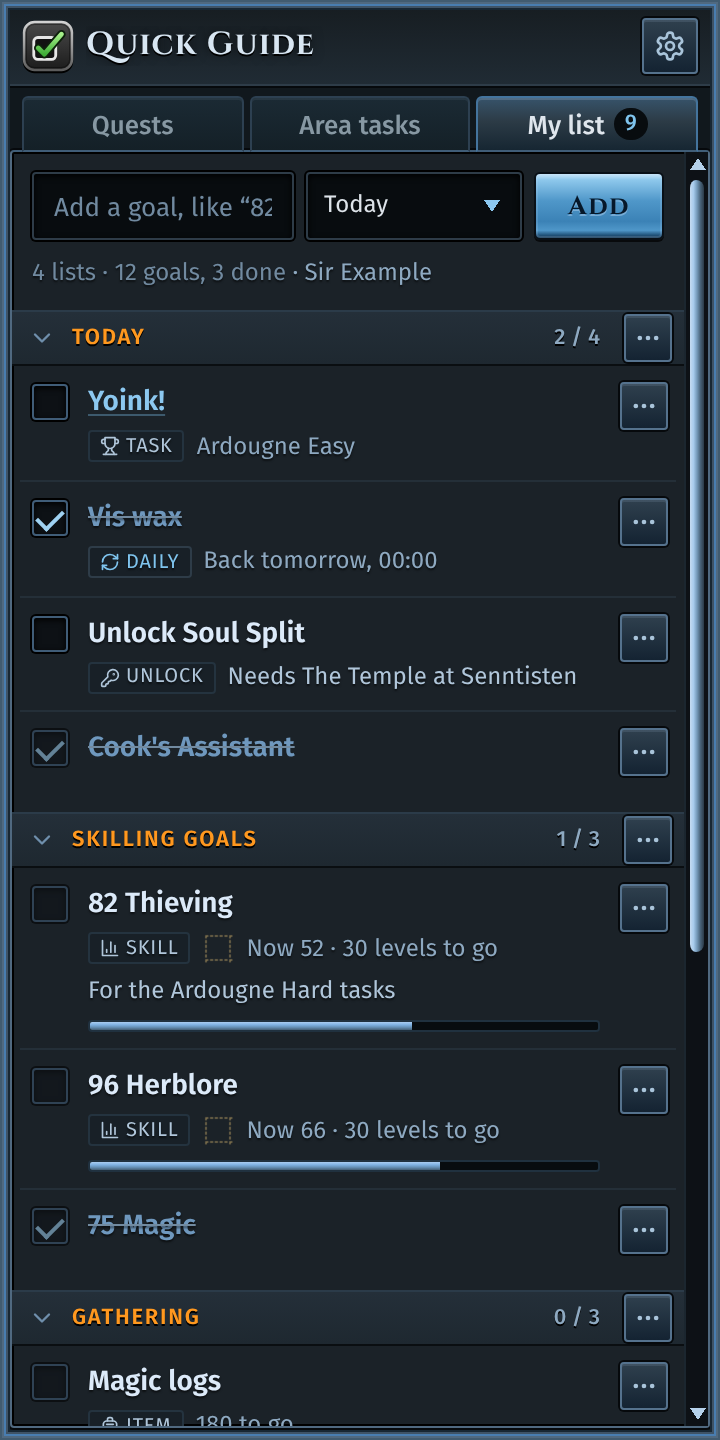 Quick Guide
Quests
Area tasks
My list 9
Add a goal, like “82
Today
ADD
4 lists · 12 goals, 3 done · Sir Example
TODAY 2 / 4
Yoink!
TASK Ardougne Easy
Vis wax
DAILY Back tomorrow, 00:00
Unlock Soul Split
UNLOCK Needs The Temple at Senntisten
Cook's Assistant
SKILLING GOALS 1 / 3
82 Thieving
SKILL Now 52 · 30 levels to go
For the Ardougne Hard tasks
96 Herblore
SKILL Now 66 · 30 levels to go
75 Magic
GATHERING 0 / 3
Magic logs
ITEM 180 to go